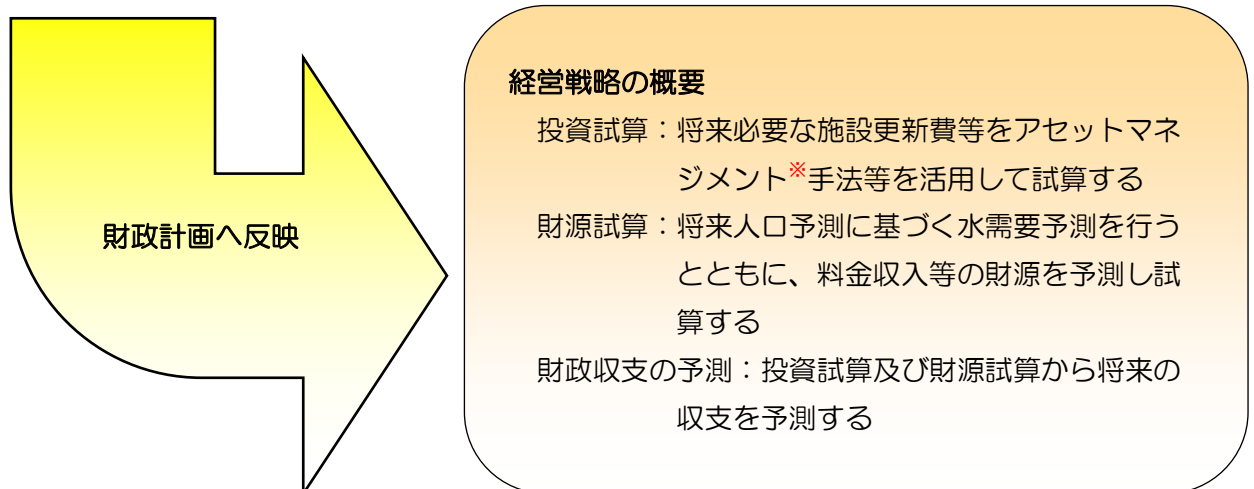 財政計画へ反映
経営戦略の概要
投資試算：将来必要な施設更新費等をアセットマネ
ジメント※手法等を活用して試算する
財源試算：将来人口予測に基づく水需要予測を行う
とともに、料金収入等の財源を予測し試
算する
財政収支の予測：投資試算及び財源試算から将来の
収支を予測する